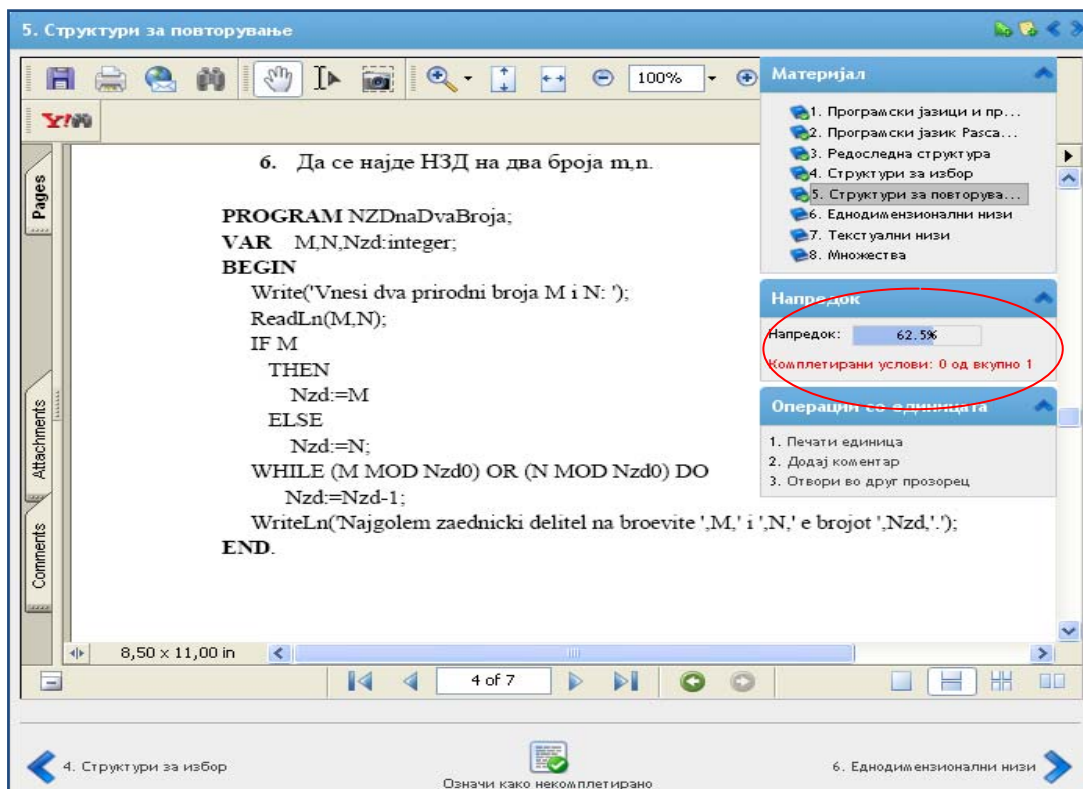 5. Структури за повторување
100%
Y!
Pages
Attachments
Comments
6. Да се најде НЗД на два броја m,n.
PROGRAM NZDnaDvaBroja;
VAR M,N,Nzd:integer;
BEGIN
Write('Vnesi dva prirodni broja M i N: ');
ReadLn(M,N);
IF M
THEN
Nzd:=M
ELSE
Nzd:=N;
WHILE (M MOD Nzd0) OR (N MOD Nzd0) DO
Nzd:=Nzd-1;
WriteLn('Najgolem zaednicki delitel na broevite ',M,' i ',N,' e brojot ',Nzd,'.');
END.
Материјал
1. Програмски јазици и пр...
2. Програмски јазик Pasca...
3. Редоследна структура
4. Структури за избор
5. Структури за повторува...
6. Еднодимензионални низи
7. Текстуални низи
8. Множества
Напредок
Напредок: 62.5%
Комплетирани услови: 0 од вкупно 1
Операции со единицата
1. Печати единица
2. Додај коментар
3. Отвори во друг прозорец
8,50 x 11,00 in
4 of 7
4. Структури за избор
Означи како некомплетирано
6. Еднодимензионални низи